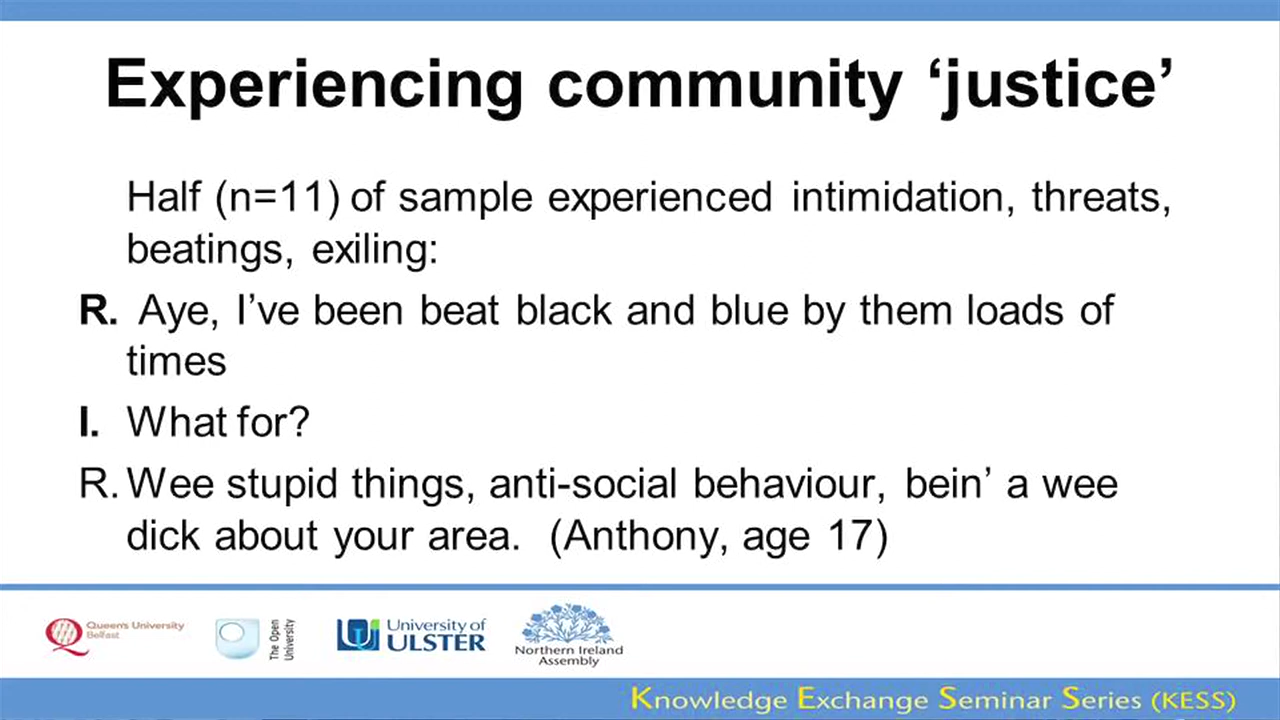 Experiencing community ‘justice’
Half (n=11) of sample experienced intimidation, threats,
beatings, exiling:
R. Aye, I’ve been beat black and blue by them loads of
times
I. What for?
R. Wee stupid things, anti-social behaviour, bein’ a wee
dick about your area. (Anthony, age 17)
Queen's University
Belfast
The Open
University
University of
ULSTER
Northern Ireland
Assembly
Knowledge Exchange Seminar Series (KESS)